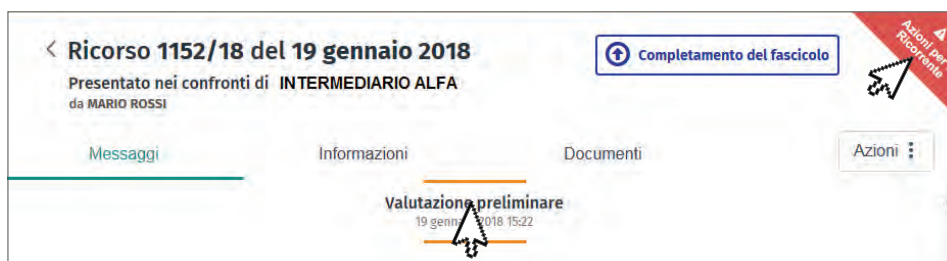 Ricorso 1152/18 del 19 gennaio 2018
Completamento del fascicolo
Azioni per
Ricorrente
Presentato nei confronti di INTERMEDIARIO ALFA
da MARIO ROSSI
Messaggi
Informazioni
Documenti
Azioni
Valutazione preliminare
19 2018 15:22